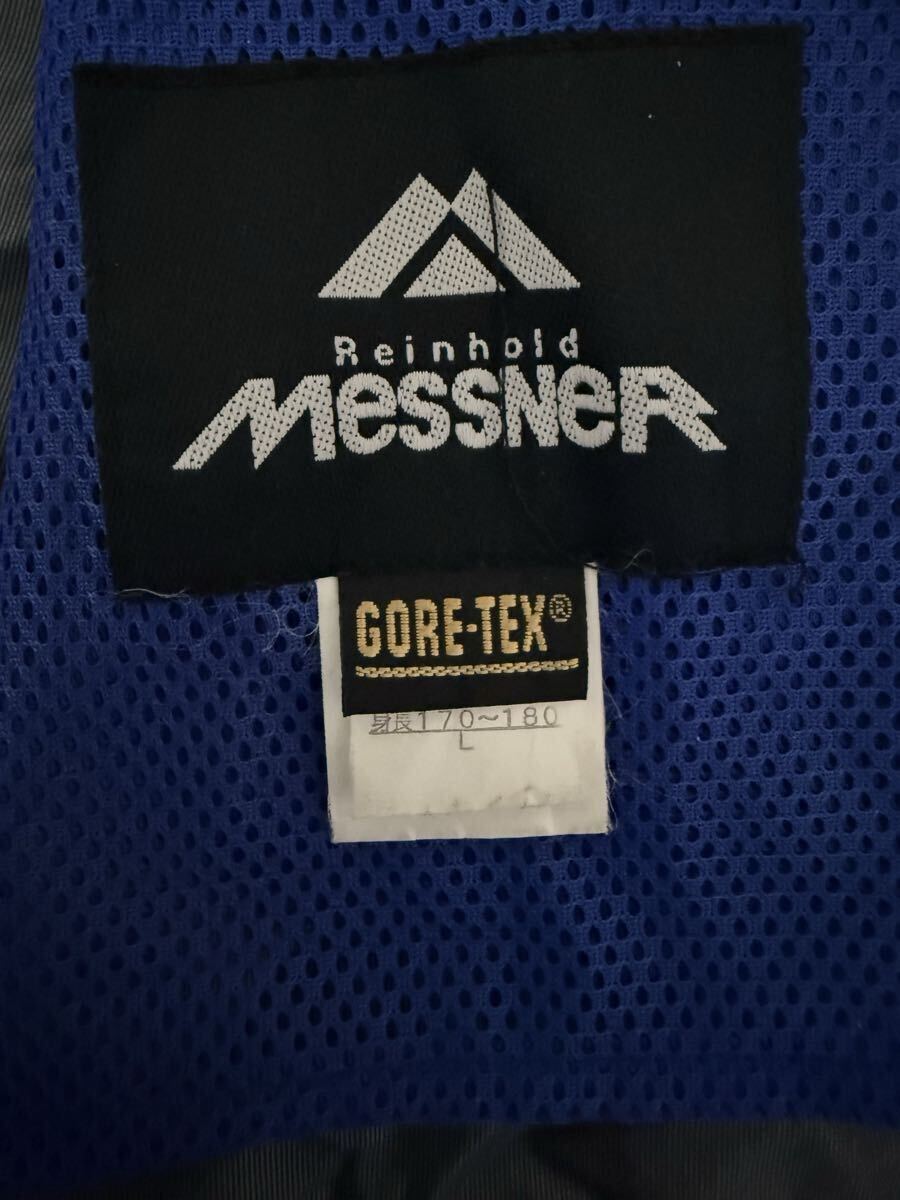 Reinhold
MesSNeR
GORE-TEX®
身長170〜180
L